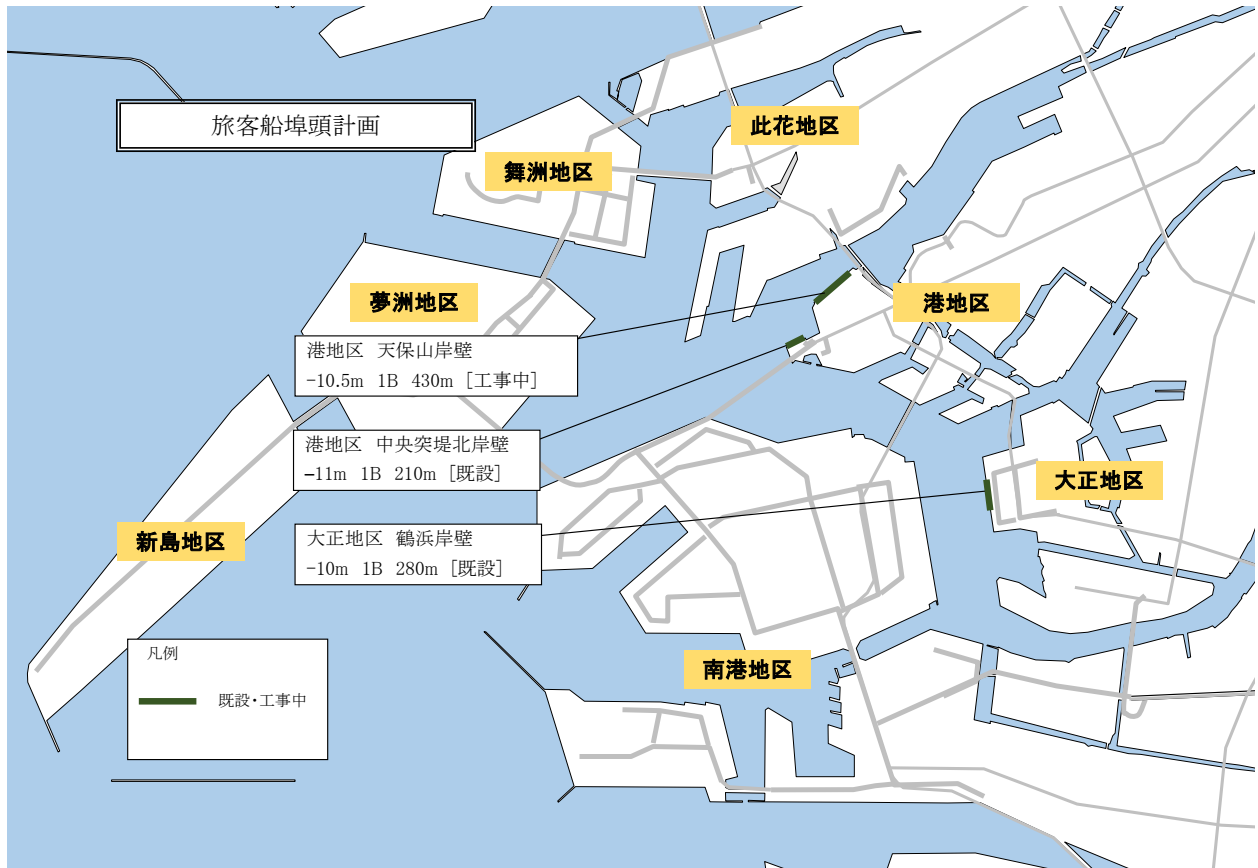 旅客船埠頭計画
此花地区
舞洲地区
夢洲地区
港地区
港地区 天保山岸壁
-10.5m 1B 430m [工事中]
港地区 中央突堤北岸壁
-11m 1B 210m [既設]
大正地区
大正地区 鶴浜岸壁
-10m 1B 280m [既設]
新島地区
南港地区
凡例
既設・工事中